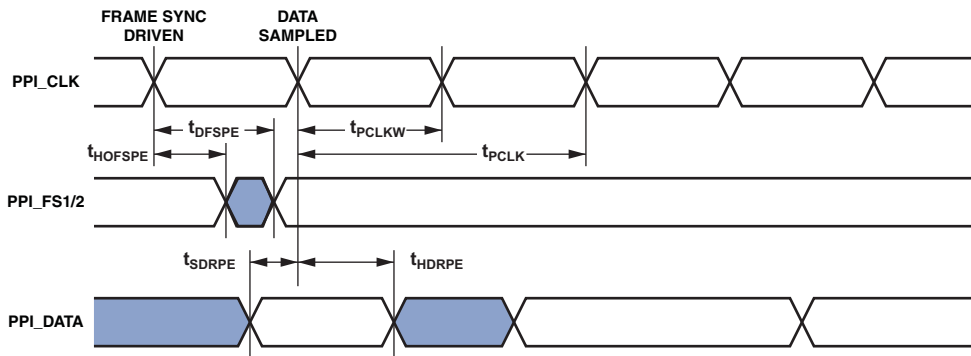 FRAME SYNC
DRIVEN
DATA
SAMPLED
PPI_CLK
tDFSPE
tPCLKW
tHOFSPE
tPCLK
PPI_FS1/2
tSDRPE
tHDRPE
PPI_DATA